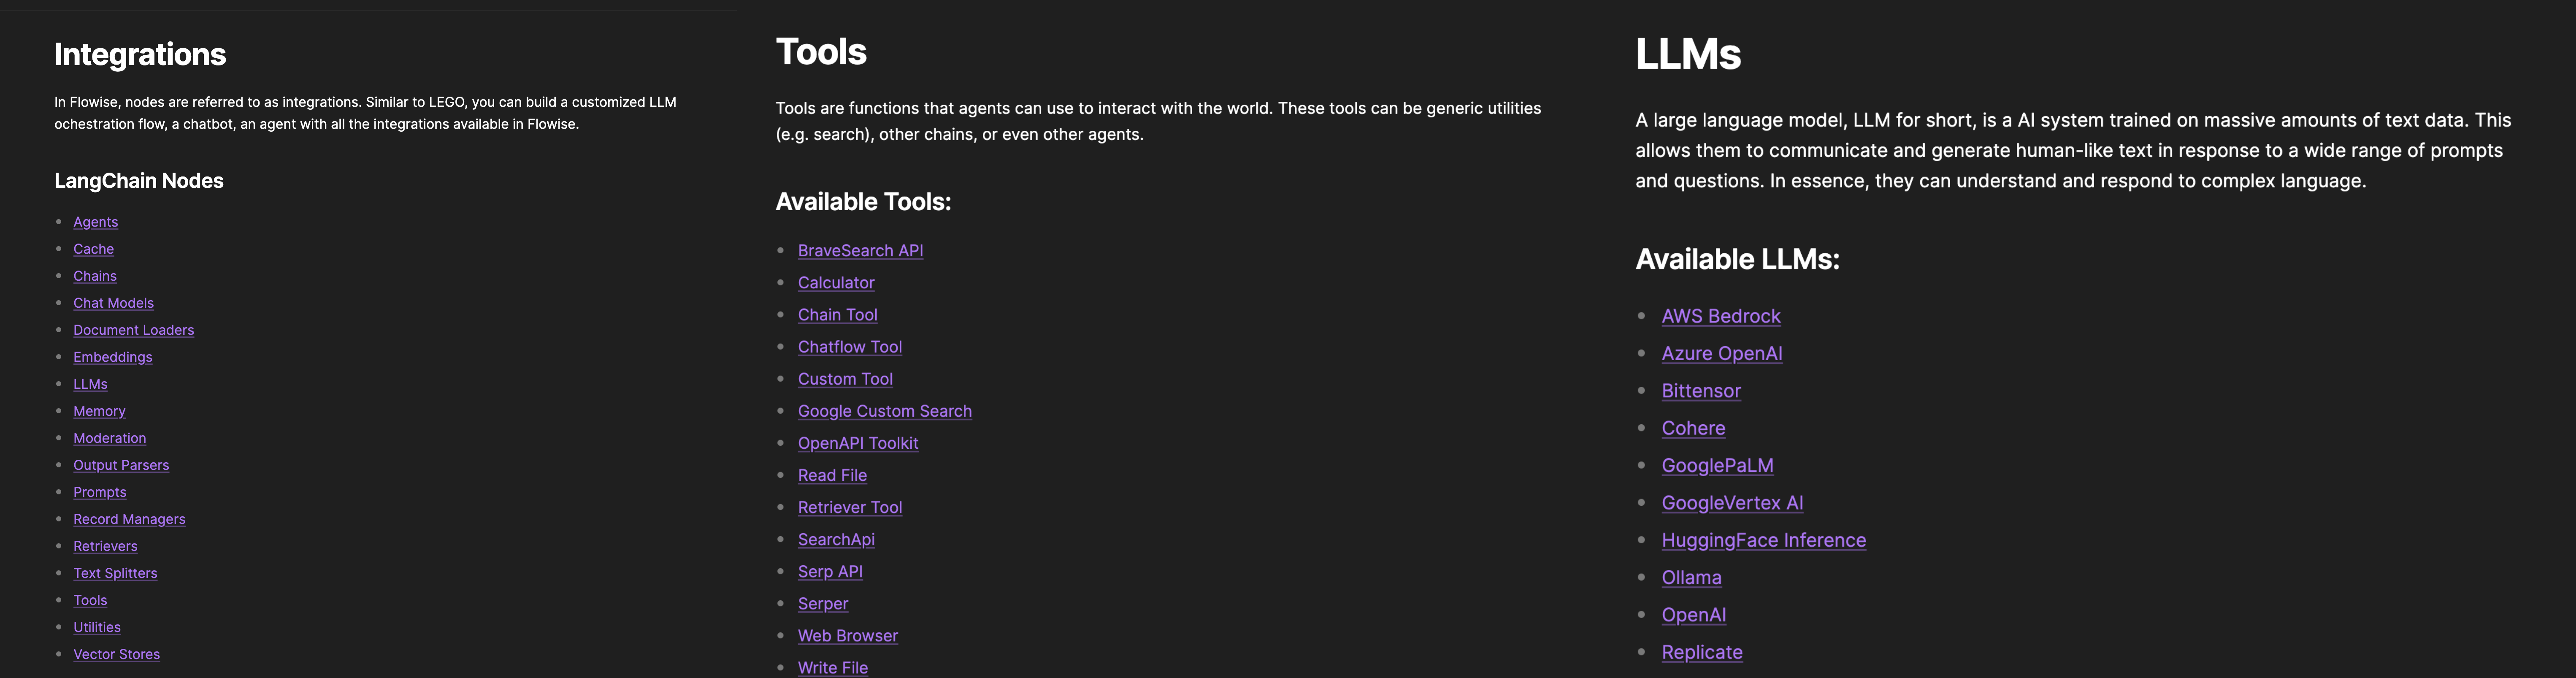 Integrations
In Flowise, nodes are referred to as integrations. Similar to LEGO, you can build a customized LLM
ochestration flow, a chatbot, an agent with all the integrations available in Flowise.
LangChain Nodes
Agents
Cache
Chains
Chat Models
Document Loaders
Embeddings
LLMs
Memory
Moderation
Output Parsers
Prompts
Record Managers
Retrievers
Text Splitters
Tools
Utilities
Vector Stores
Tools
Tools are functions that agents can use to interact with the world. These tools can be generic utilities
(e.g. search), other chains, or even other agents.
Available Tools:
BraveSearch API
Calculator
Chain Tool
Chatflow Tool
Custom Tool
Google Custom Search
OpenAPI Toolkit
Read File
Retriever Tool
SearchApi
Serp API
Serper
Web Browser
Write File
LLMs
A large language model, LLM for short, is a AI system trained on massive amounts of text data. This
allows them to communicate and generate human-like text in response to a wide range of prompts
and questions. In essence, they can understand and respond to complex language.
Available LLMs:
AWS Bedrock
Azure OpenAI
Bittensor
Cohere
GooglePaLM
GoogleVertex AI
HuggingFace Inference
Ollama
OpenAI
Replicate